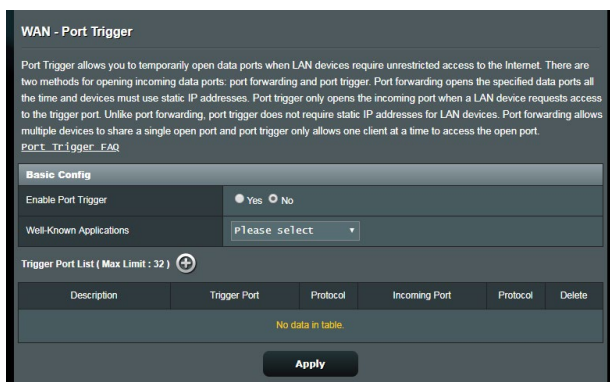 WAN - Port Trigger
Port Trigger allows you to temporarily open data ports when LAN devices require unrestricted access to the Internet. There are
two methods for opening incoming data ports: port forwarding and port trigger. Port forwarding opens the specified data ports all
the time and devices must use static IP addresses. Port trigger only opens the incoming port when a LAN device requests access
to the trigger port. Unlike port forwarding, port trigger does not require static IP addresses for LAN devices. Port forwarding allows
multiple devices to share a single open port and port trigger only allows one client at a time to access the open port.
Port Trigger FAQ
Basic Config
Enable Port Trigger Yes No
Well-Known Applications Please select
Trigger Port List ( Max Limit : 32 )
Description Trigger Port Protocol Incoming Port Protocol Delete
No data in table.
Apply